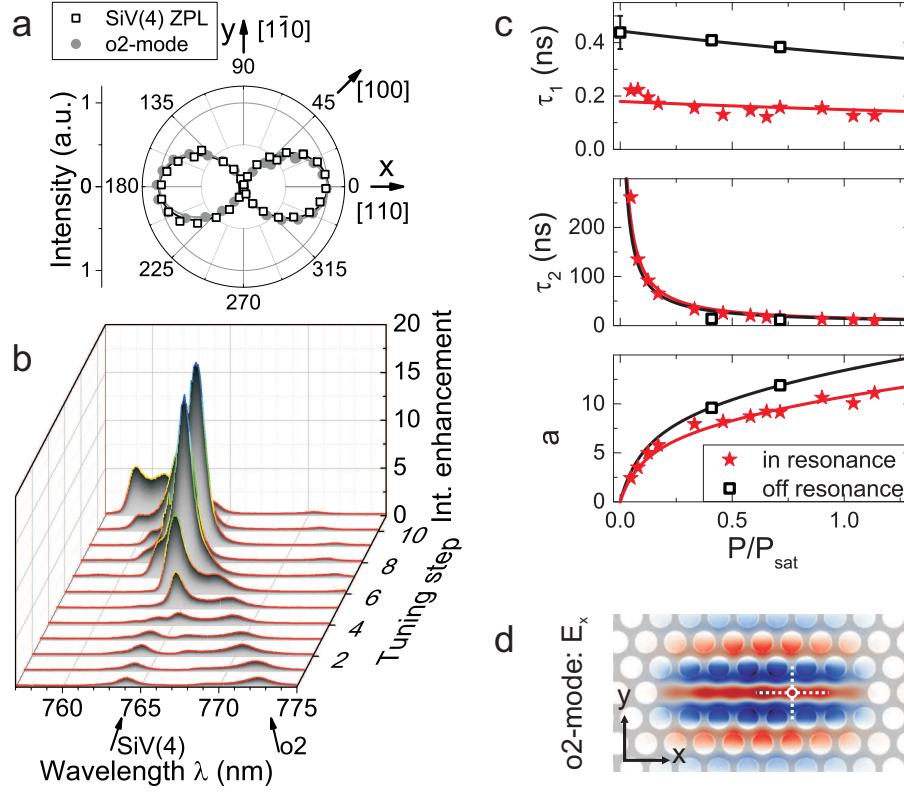 a
SiV(4) ZPL
o2-mode
y [11̄0]
[100]
x
[110]
90
135
45
180
0
225
315
270
Intensity (a.u.)
1
0
1
b
20
15
10
5
0
Int. enhancement
10
8
6
4
2
Tuning step
760 765 770 775
SiV(4)
o2
Wavelength λ (nm)
c
τ1 (ns)
0.4
0.2
0.0
τ2 (ns)
200
100
0
a
10
5
0
in resonance
off resonance
0.0 0.5 1.0
P/Psat
d
o2-mode: Ex
y
x